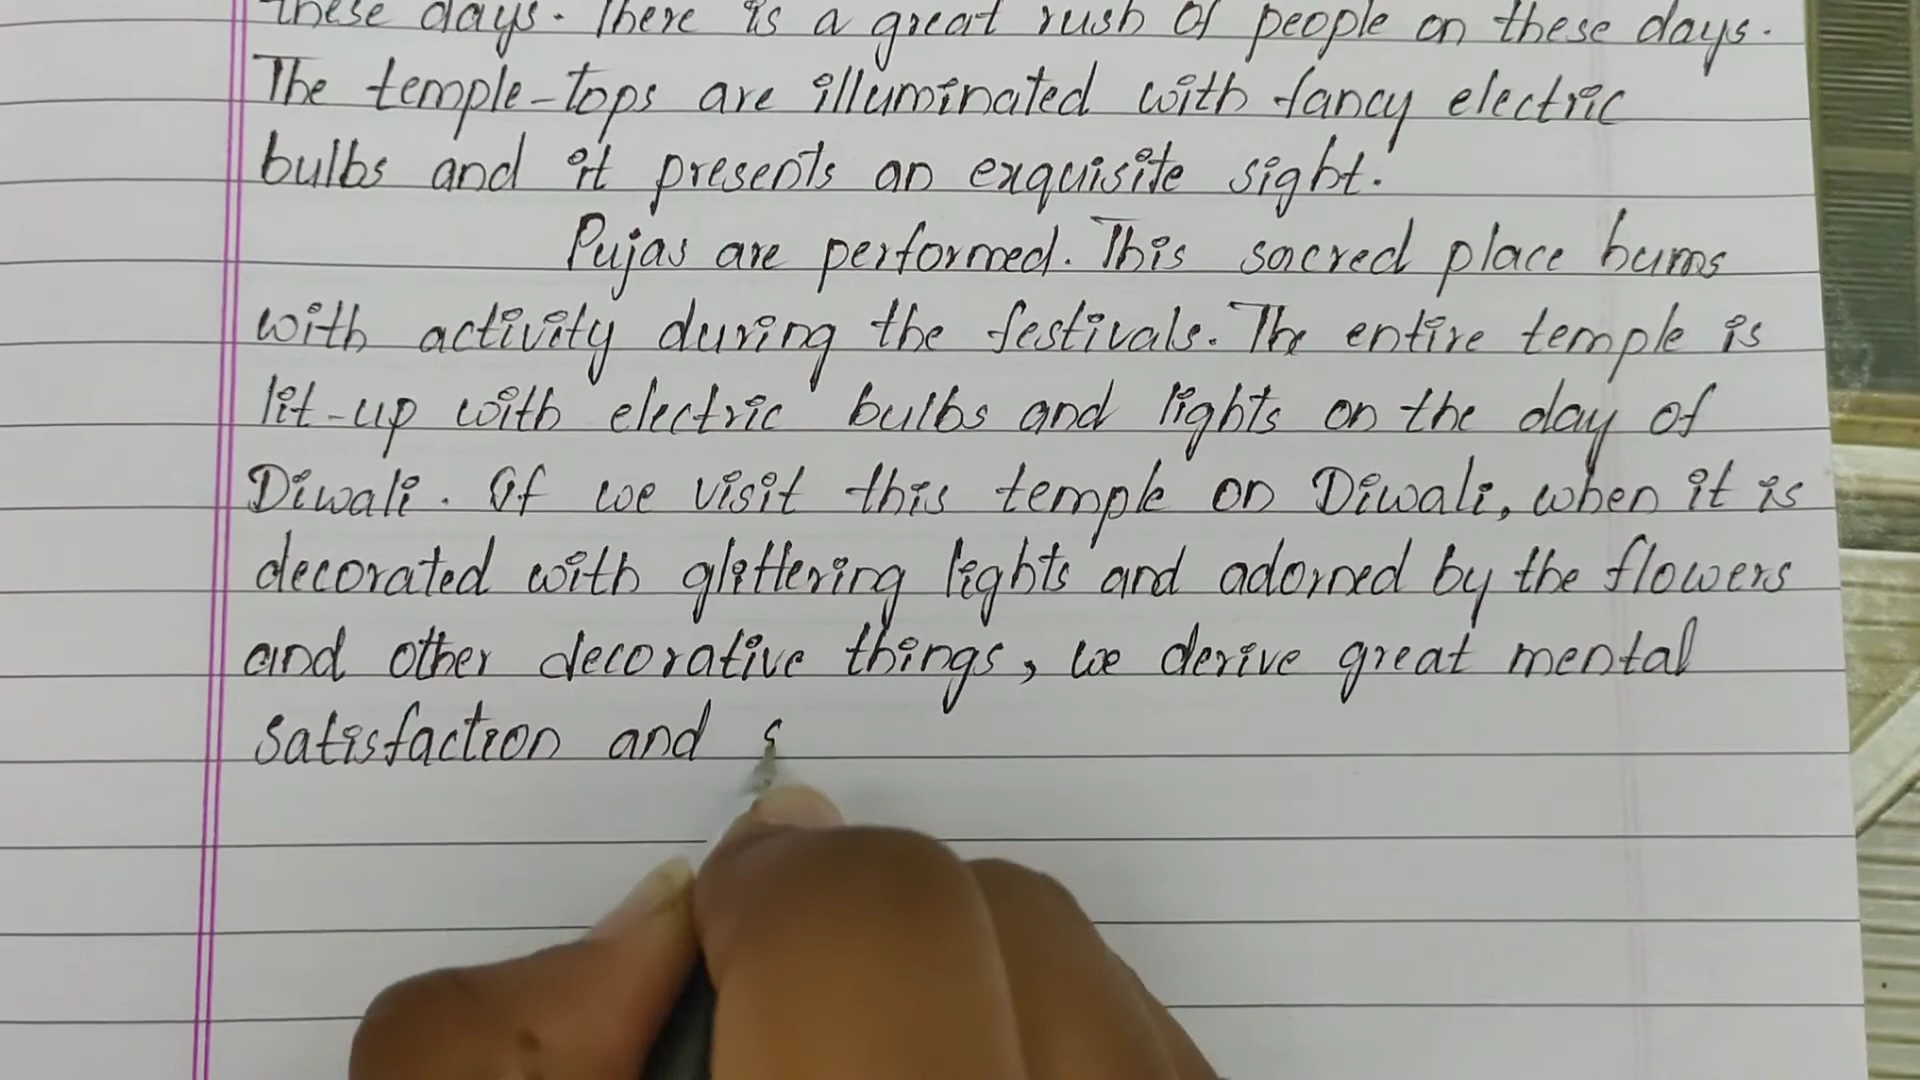 these days. There is a great rush of people on these days.
The temple-tops are illuminated with fancy electric
bulbs and it presents an exquisite sight.
Pujas are performed. This sacred place hums
with activity during the festivals. The entire temple is
lit-up with electric bulbs and lights on the day of
Diwali. If we visit this temple on Diwali, when it is
decorated with glittering lights and adorned by the flowers
and other decorative things, we derive great mental
satisfaction and s